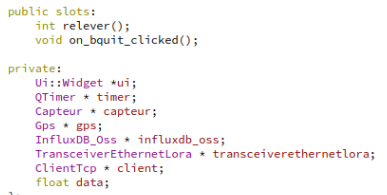 public slots:
    int relever();
    void on_bquit_clicked();

private:
    Ui::Widget *ui;
    QTimer * timer;
    Capteur * capteur;
    Gps * gps;
    InfluxDB_Oss * influxdb_oss;
    TransceiverEthernetLora * transceiverethernetlora;
    ClientTcp * client;
    float data;
};